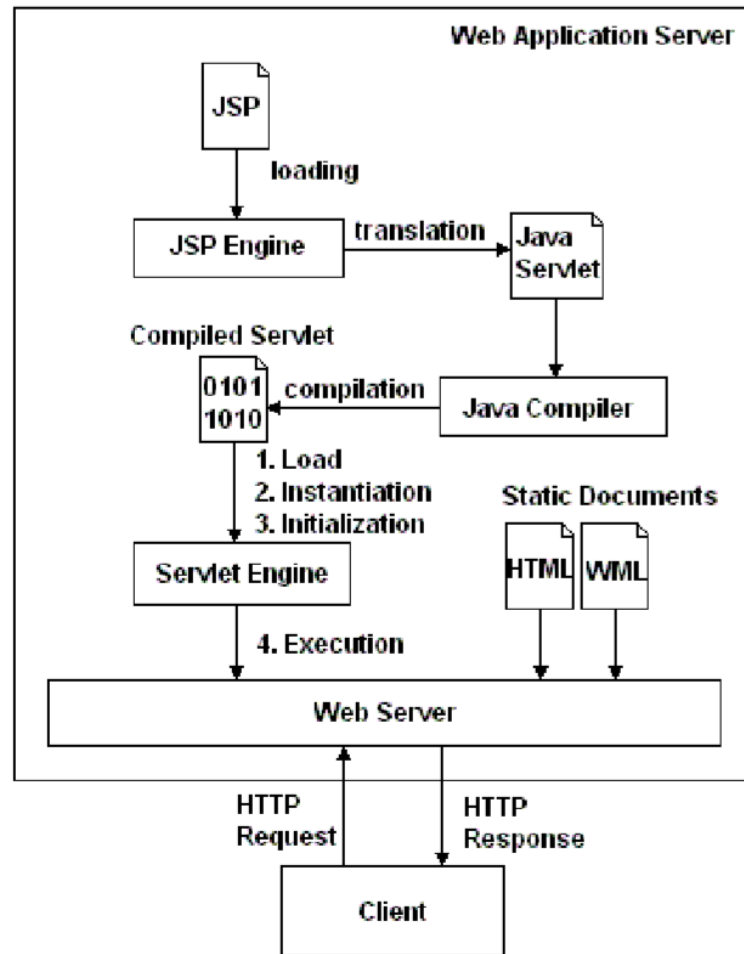 Web Application Server
JSP
loading
JSP Engine
translation
Java
Servlet
Compiled Servlet
0101
1010
compilation
Java Compiler
1. Load
2. Instantiation
3. Initialization
Static Documents
HTML
WML
Servlet Engine
4. Execution
Web Server
HTTP
Request
HTTP
Response
Client